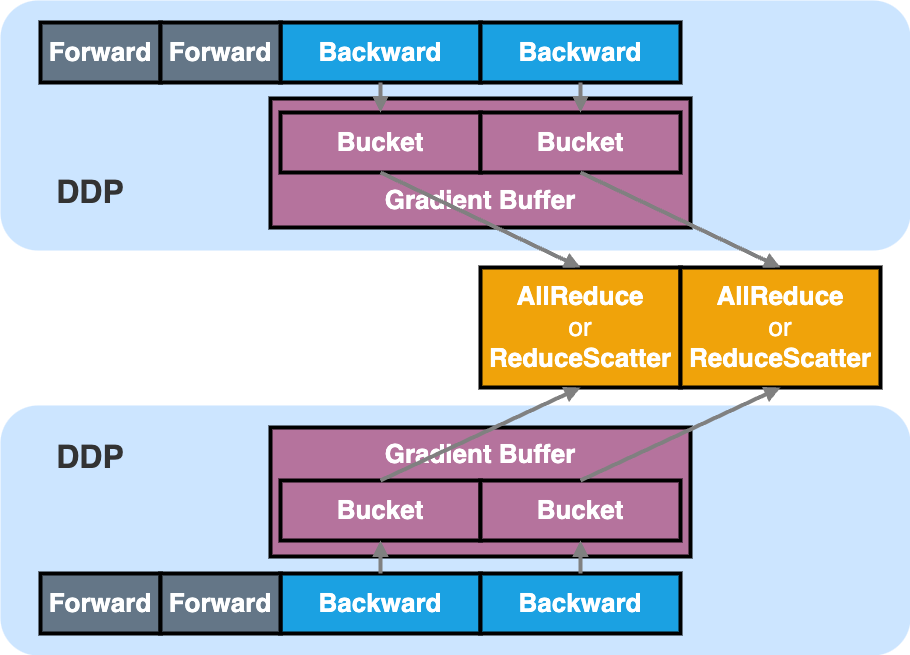 Forward Forward Backward Backward
Bucket Bucket
DDP
Gradient Buffer
AllReduce AllReduce
or or
ReduceScatter ReduceScatter
DDP
Gradient Buffer
Bucket Bucket
Forward Forward Backward Backward